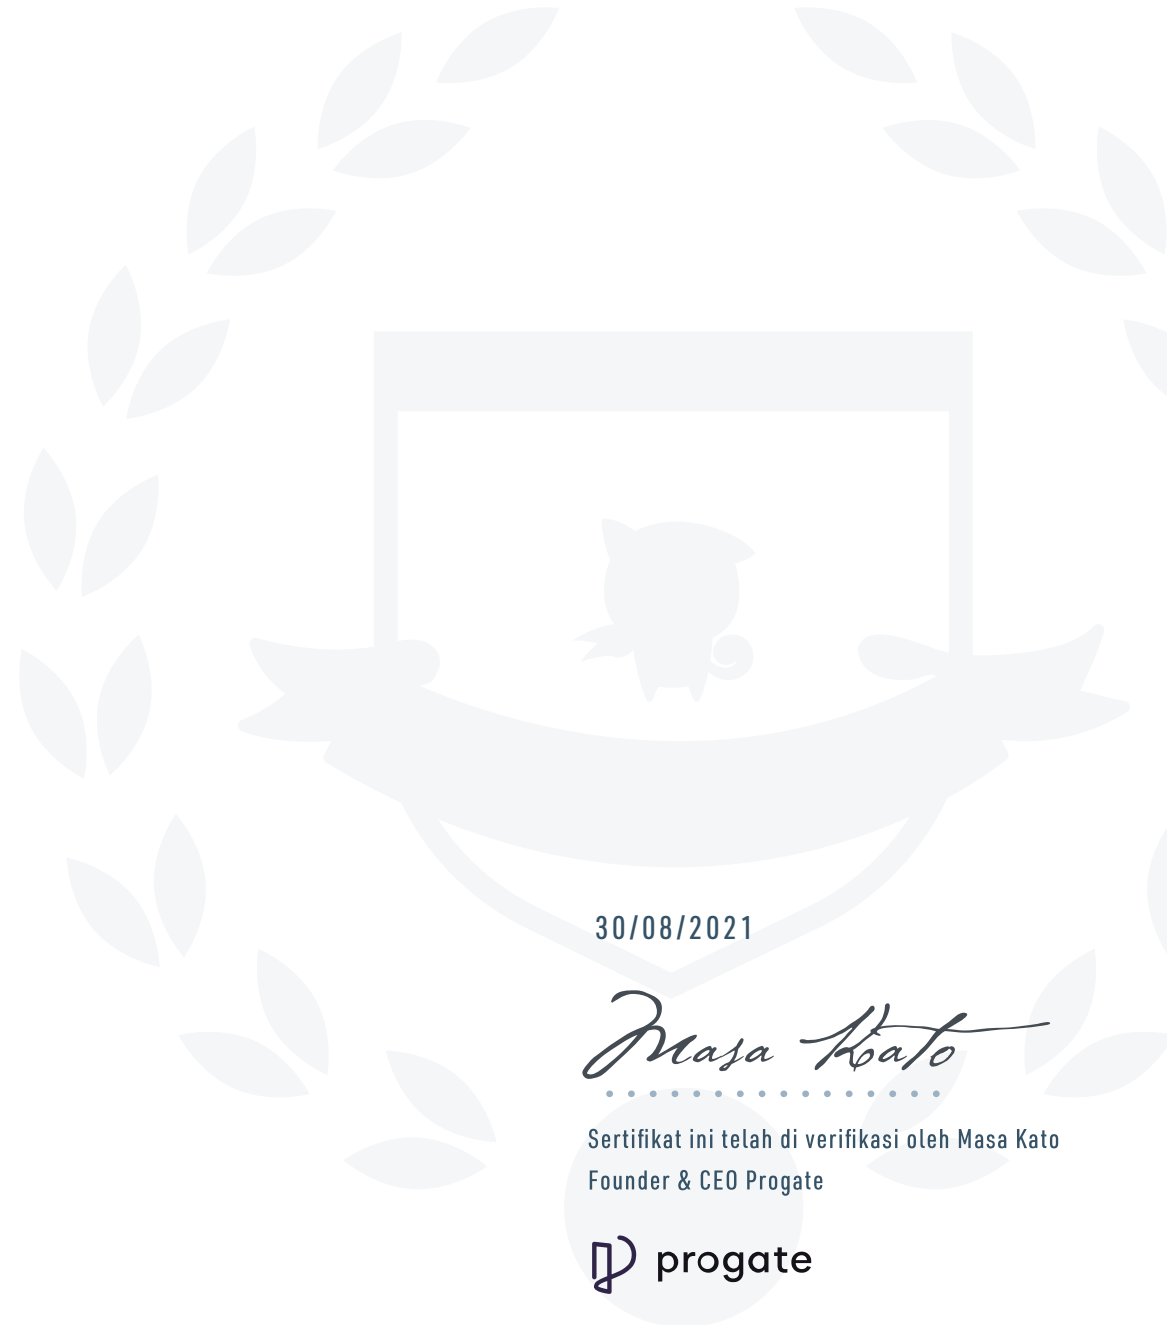 30/08/2021
Masa Kato
Sertifikat ini telah di verifikasi oleh Masa Kato
Founder & CEO Progate
progate